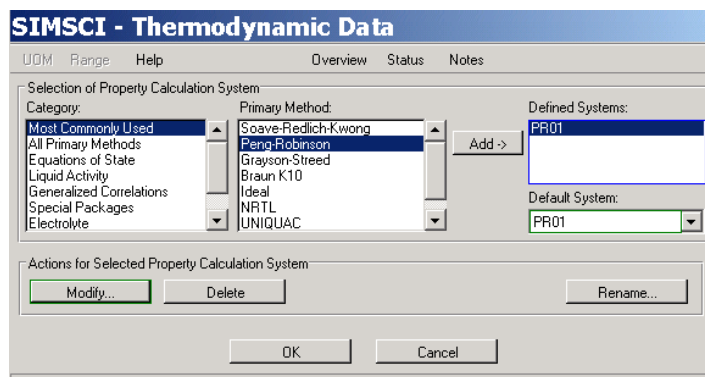 SIMSCI - Thermodynamic Data
UOM Range Help Overview Status Notes
Selection of Property Calculation System
Category: Primary Method: Defined Systems:
Most Commonly Used
All Primary Methods
Equations of State
Liquid Activity
Generalized Correlations
Special Packages
Electrolyte
Soave-Redlich-Kwong
Peng-Robinson
Grayson-Streed
Braun K10
Ideal
NRTL
UNIQUAC
Add ->
PR01
Default System:
PR01
Actions for Selected Property Calculation System
Modify... Delete Rename...
OK Cancel